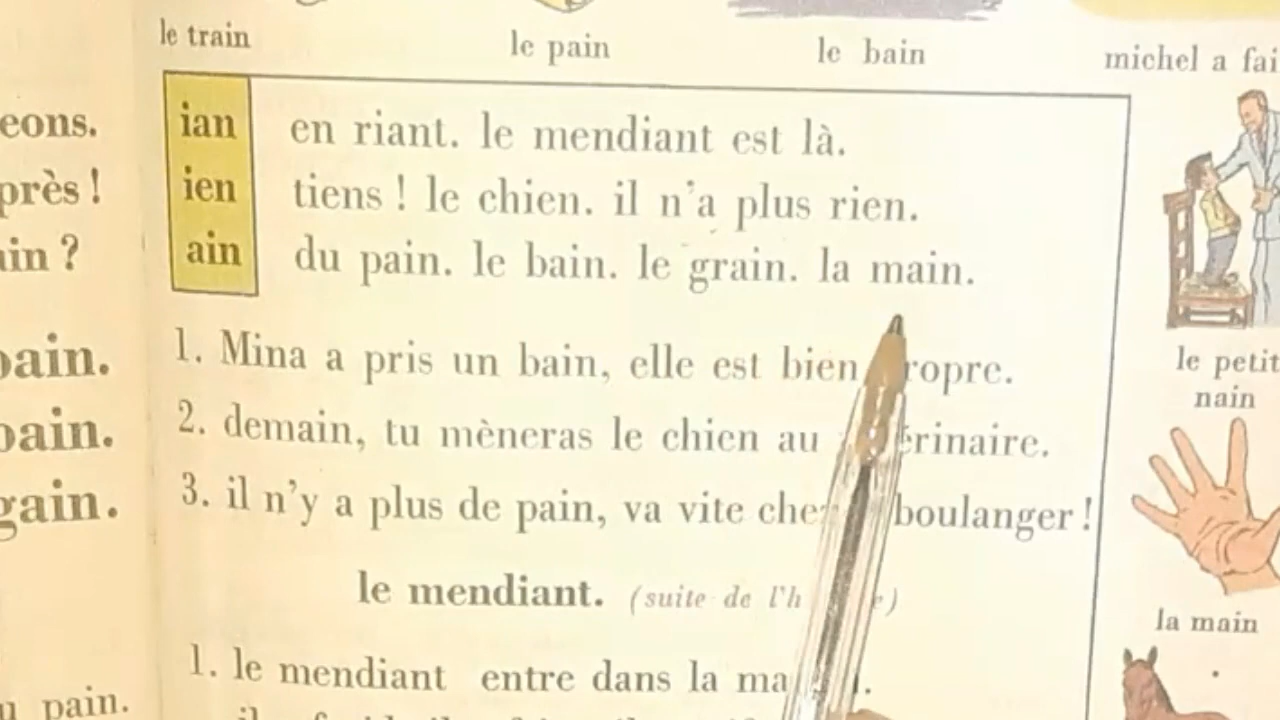 le train
le pain
le bain
michel a fai
ian en riant. le mendiant est là.
ien tiens ! le chien. il n'a plus rien.
ain du pain. le bain. le grain. la main.
1. Mina a pris un bain, elle est bien ropre.
2. demain, tu mèneras le chien au érinaire.
3. il n'y a plus de pain, va vite che boulanger !
le mendiant. (suite de l'h e)
1. le mendiant entre dans la ma .
eons.
près !
in ?
pain.
pain.
gain.
pain.
le petit
nain
la main